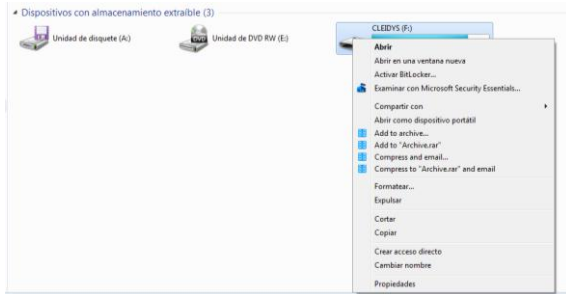 Dispositivos con almacenamiento extraíble (3)
Unidad de disquete (A:)
Unidad de DVD RW (E:)
CLEIDYS (F:)
Abrir
Abrir en una ventana nueva
Activar BitLocker...
Examinar con Microsoft Security Essentials...
Compartir con
Abrir como dispositivo portátil
Add to archive...
Add to "Archive.rar"
Compress and email...
Compress to "Archive.rar" and email
Formatear...
Expulsar
Cortar
Copiar
Crear acceso directo
Cambiar nombre
Propiedades